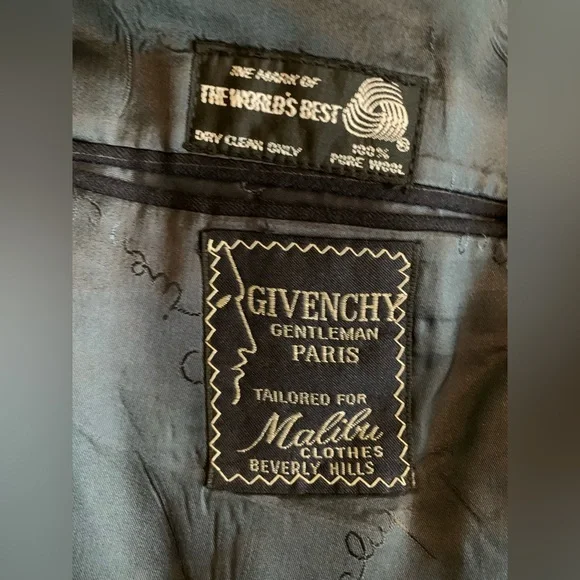 THE MARK OF
THE WORLD'S BEST
DRY CLEAN ONLY
100%
PURE WOOL
GIVENCHY
GENTLEMAN
PARIS
TAILORED FOR
Malibu
CLOTHES
BEVERLY HILLS